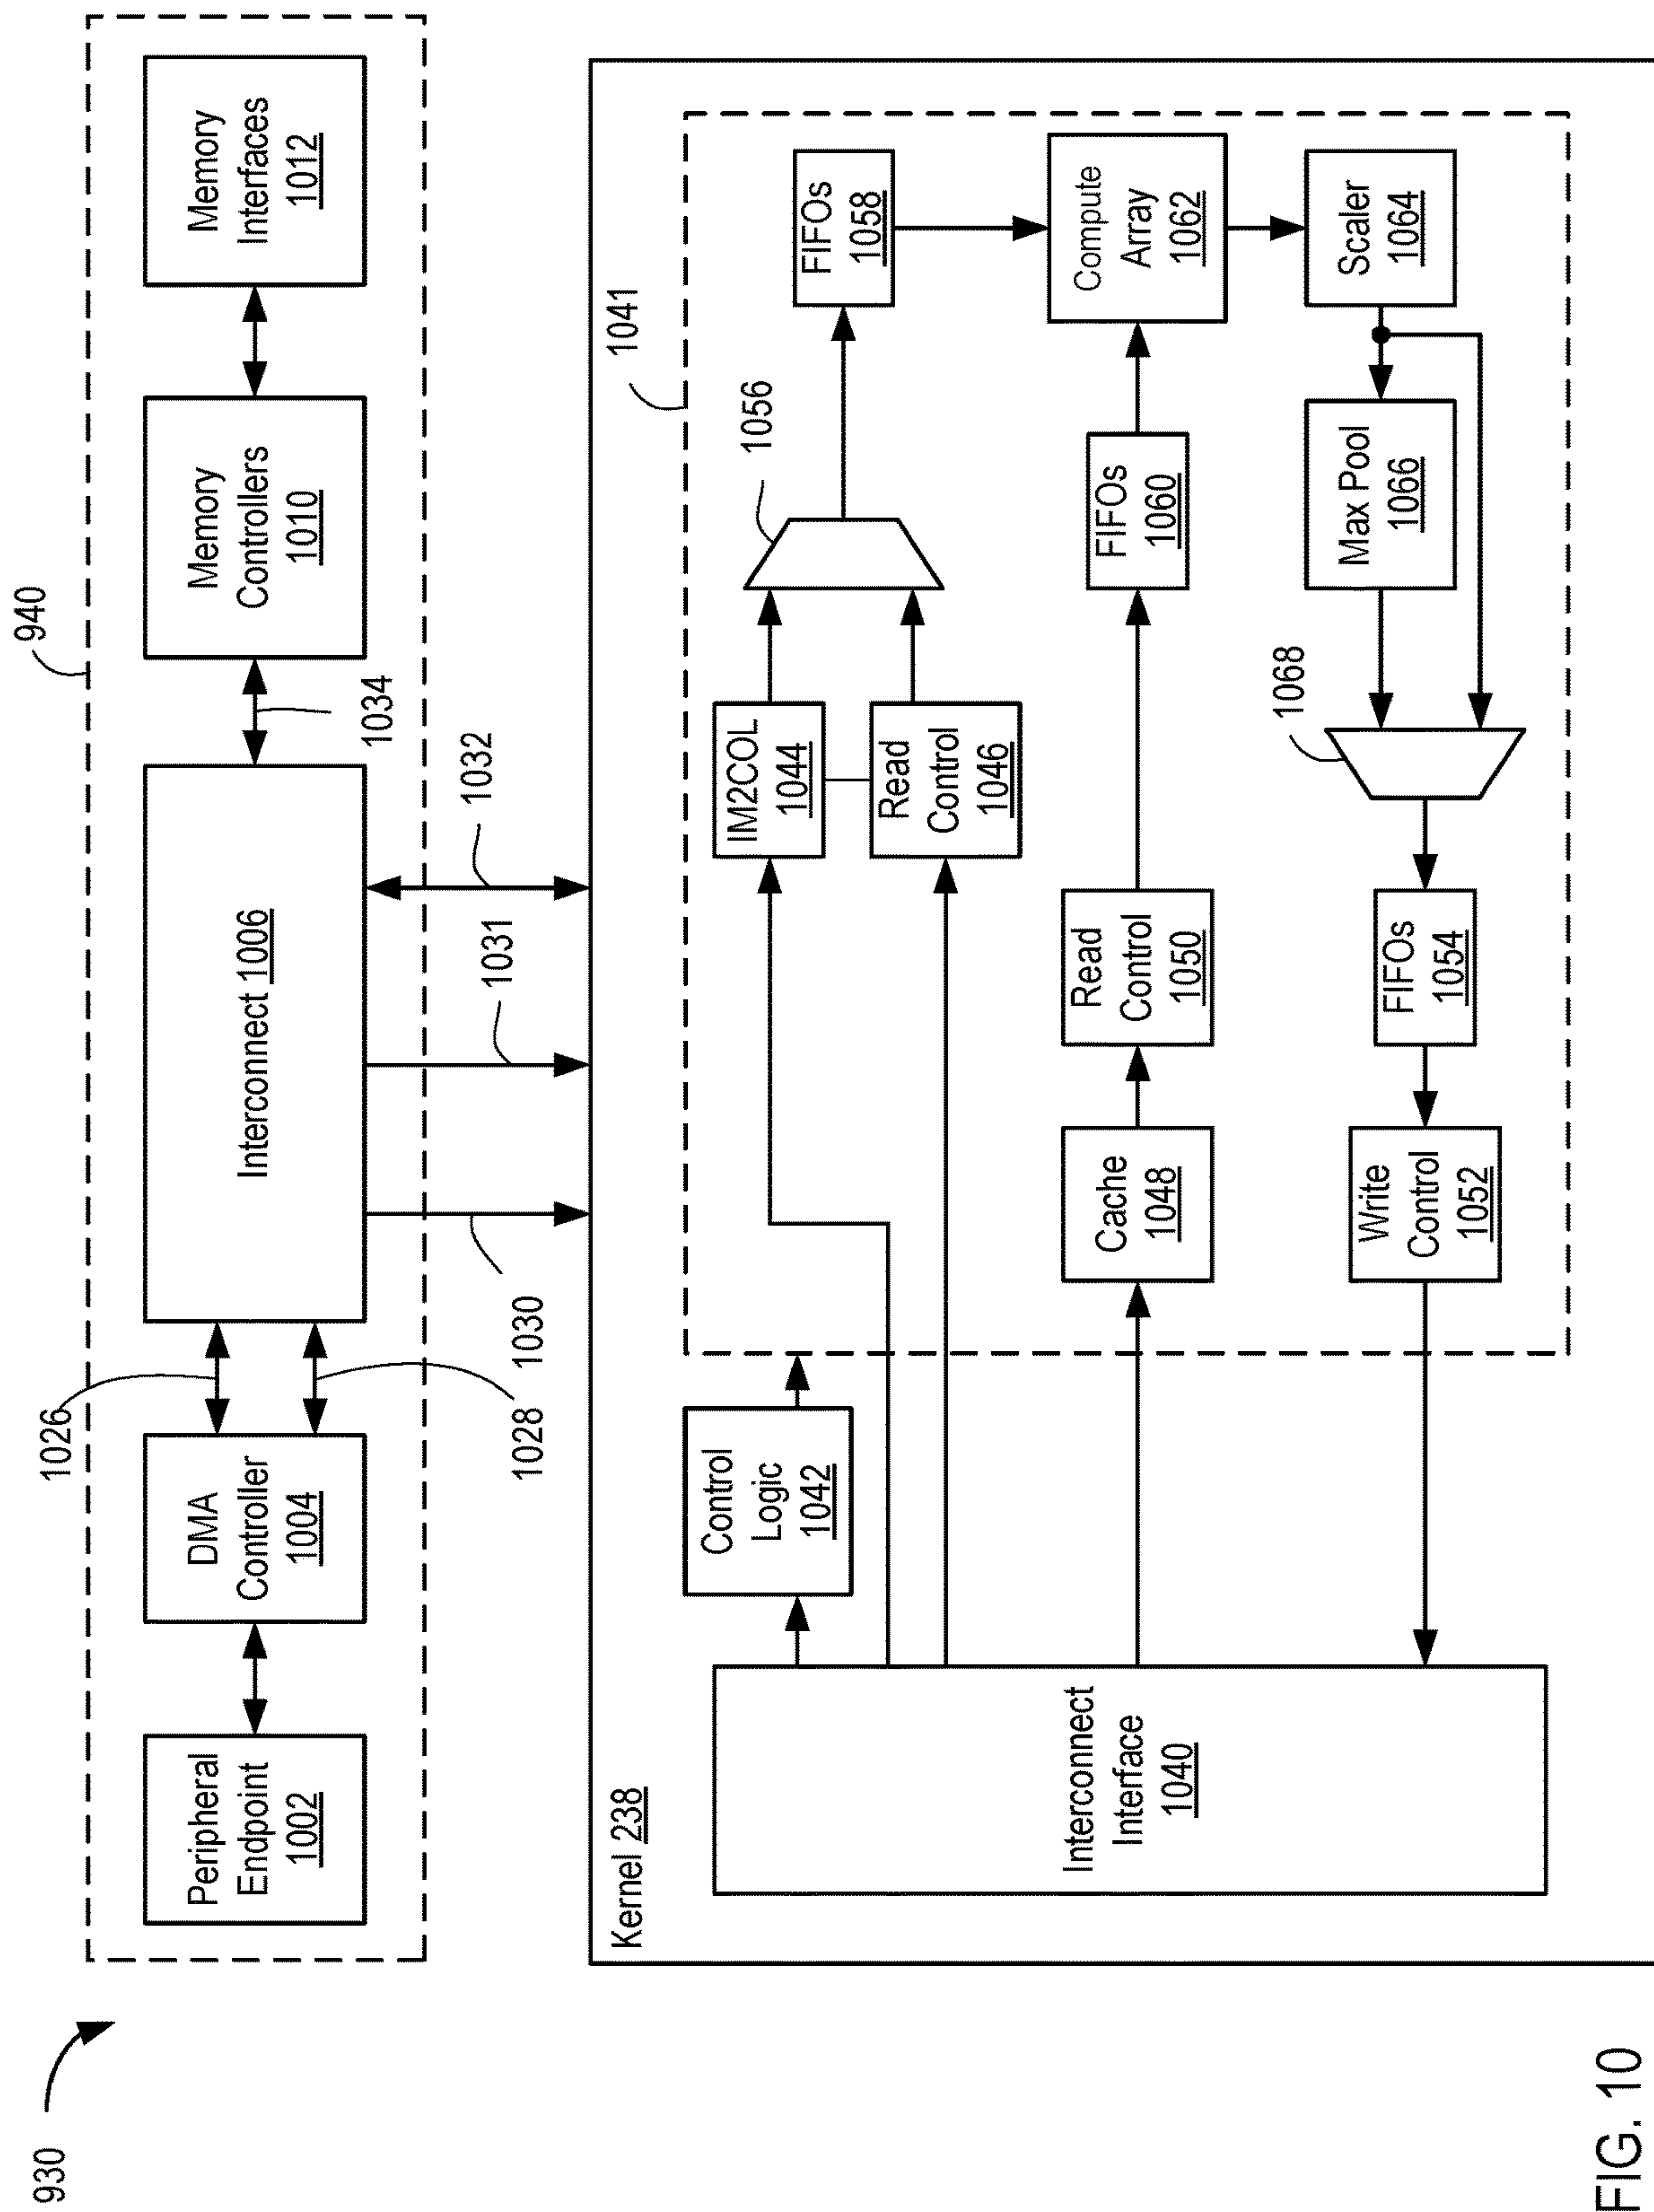 930
940
Peripheral
Endpoint
1002
DMA
Controller
1004
1026
1028
Interconnect 1006
1034
Memory
Controllers
1010
Memory
Interfaces
1012
1030
1031
1032
Kernel 238
1041
Interconnect
Interface
1040
Control
Logic
1042
IM2COL
1044
Read
Control
1046
1056
FIFOs
1058
Cache
1048
Read
Control
1050
FIFOs
1060
Compute
Array
1062
Write
Control
1052
FIFOs
1054
1068
Max Pool
1066
Scaler
1064
FIG. 10